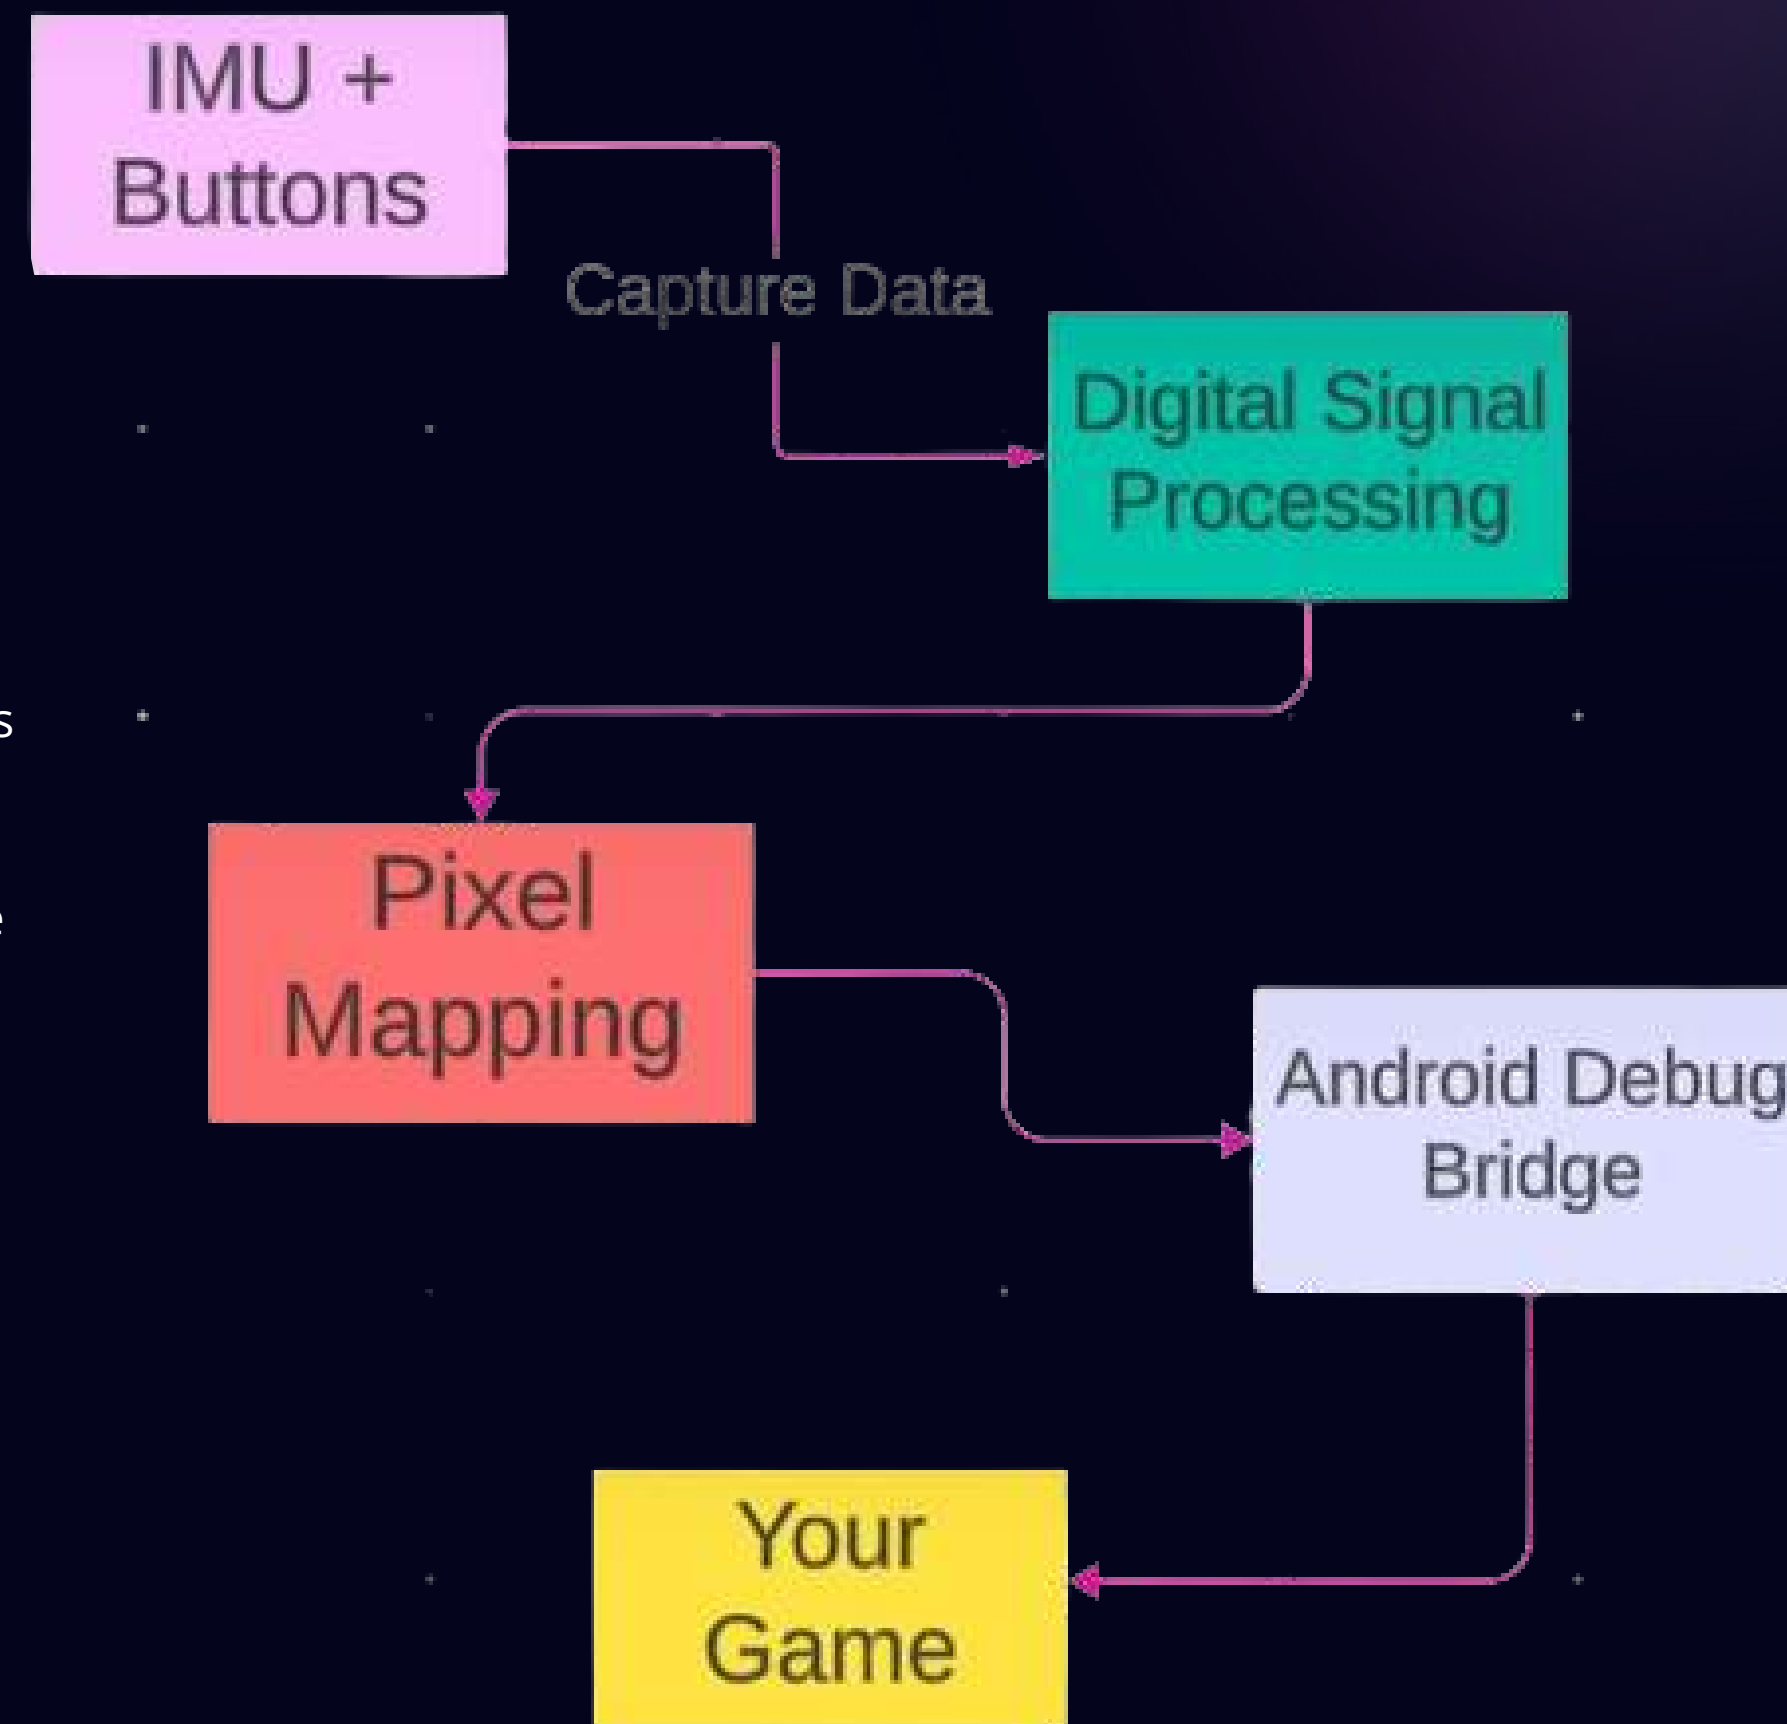 IMU +
Buttons
Capture Data
Digital Signal
Processing
s
Pixel
Mapping
e
Android Debug
Bridge
Your
Game